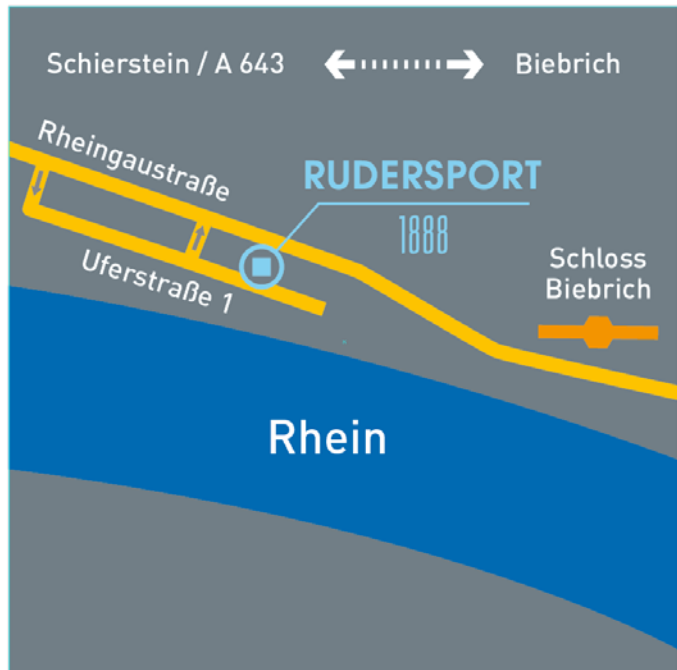 Schierstein / A 643
Biebrich
Rheingaustraße
RUDERSPORT
1888
Uferstraße 1
Schloss
Biebrich
Rhein